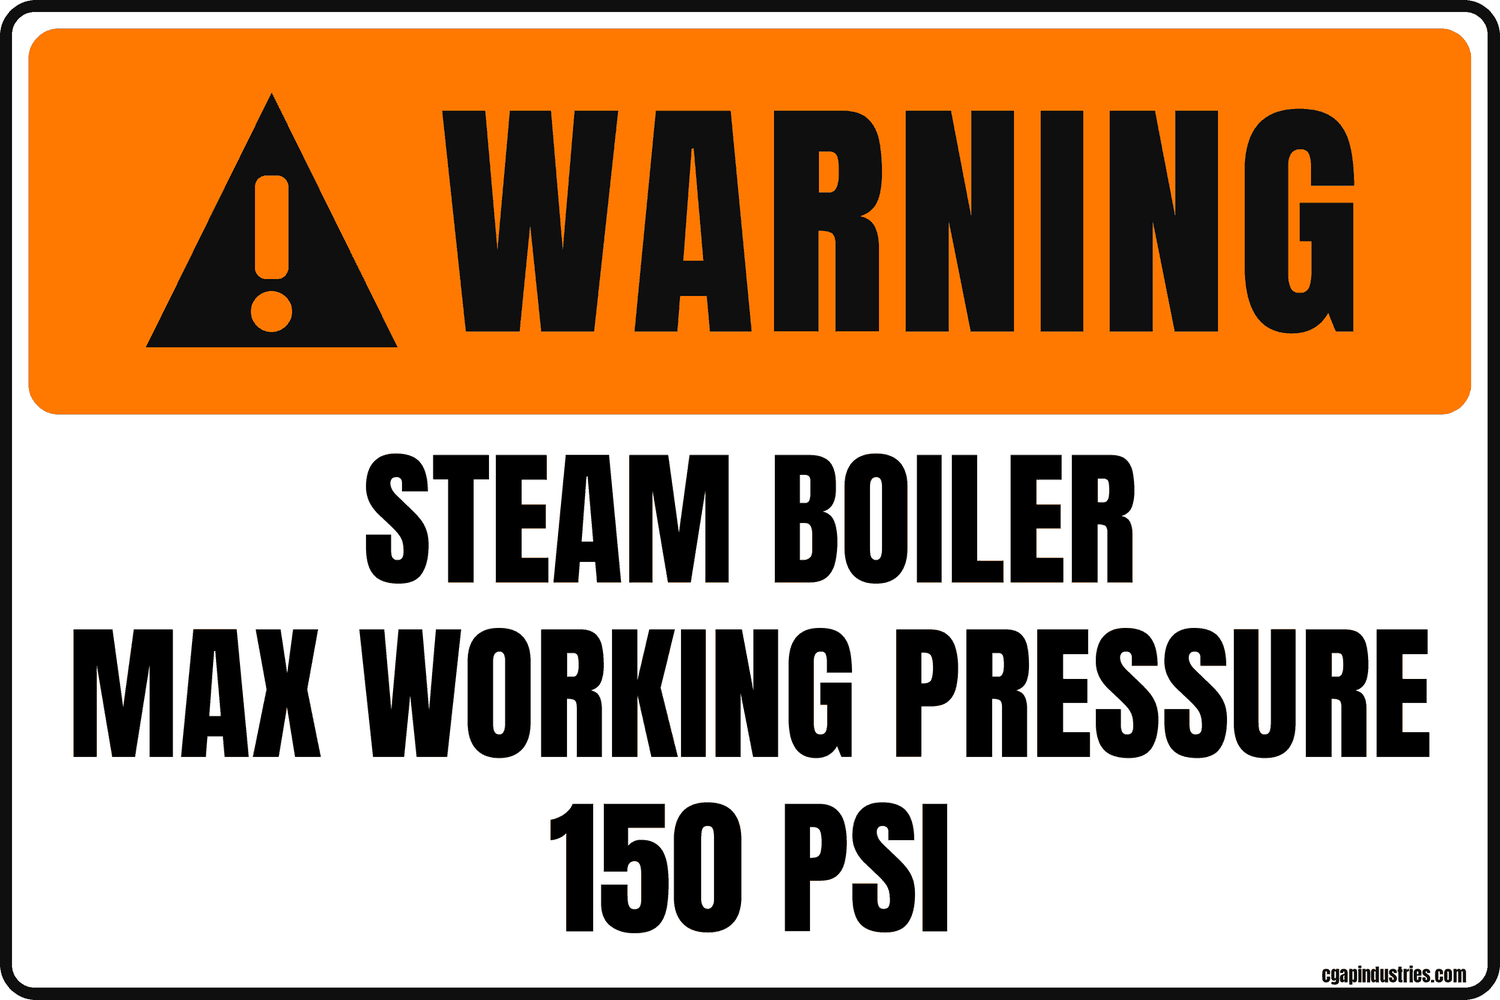 WARNING
STEAM BOILER
MAX WORKING PRESSURE
150 PSI
cgapindustries.com